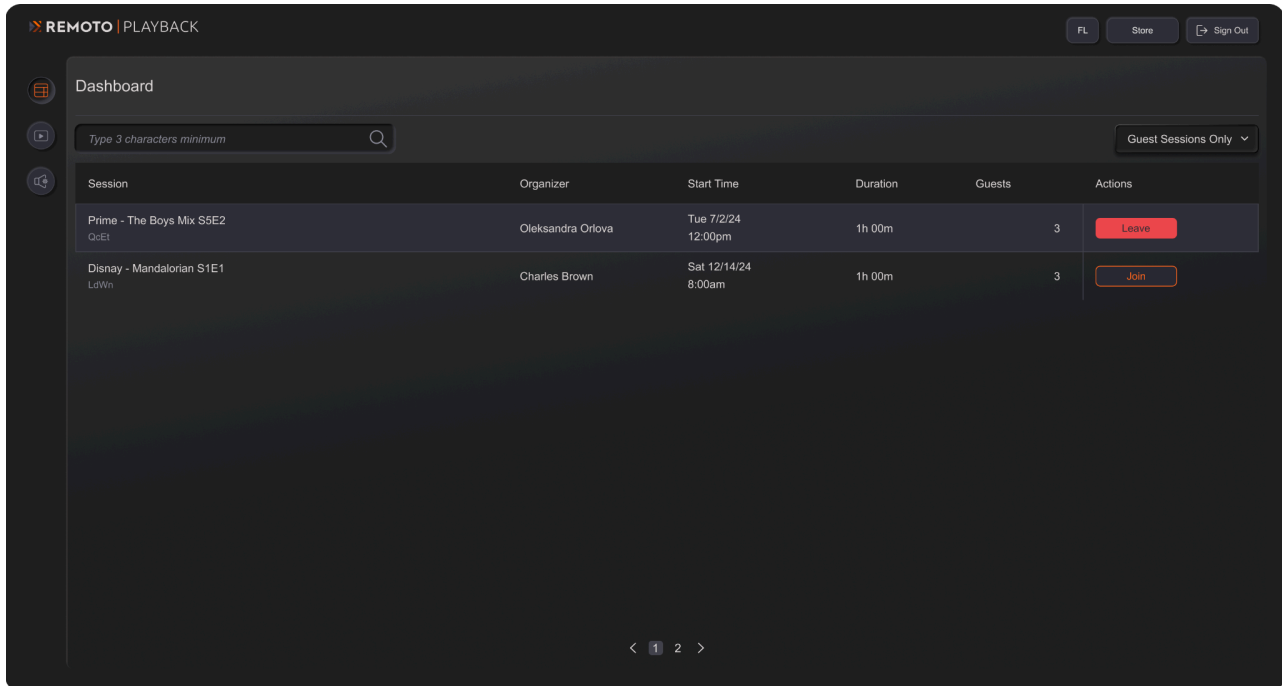 REMOTO | PLAYBACK
FL
Store
Sign Out
Dashboard
Type 3 characters minimum
Guest Sessions Only
Session Organizer Start Time Duration Guests Actions
Prime - The Boys Mix S5E2
QcEt
Oleksandra Orlova
Tue 7/2/24
12:00pm
1h 00m
3
Leave
Disnay - Mandalorian S1E1
LdWn
Charles Brown
Sat 12/14/24
8:00am
1h 00m
3
Join
1 2